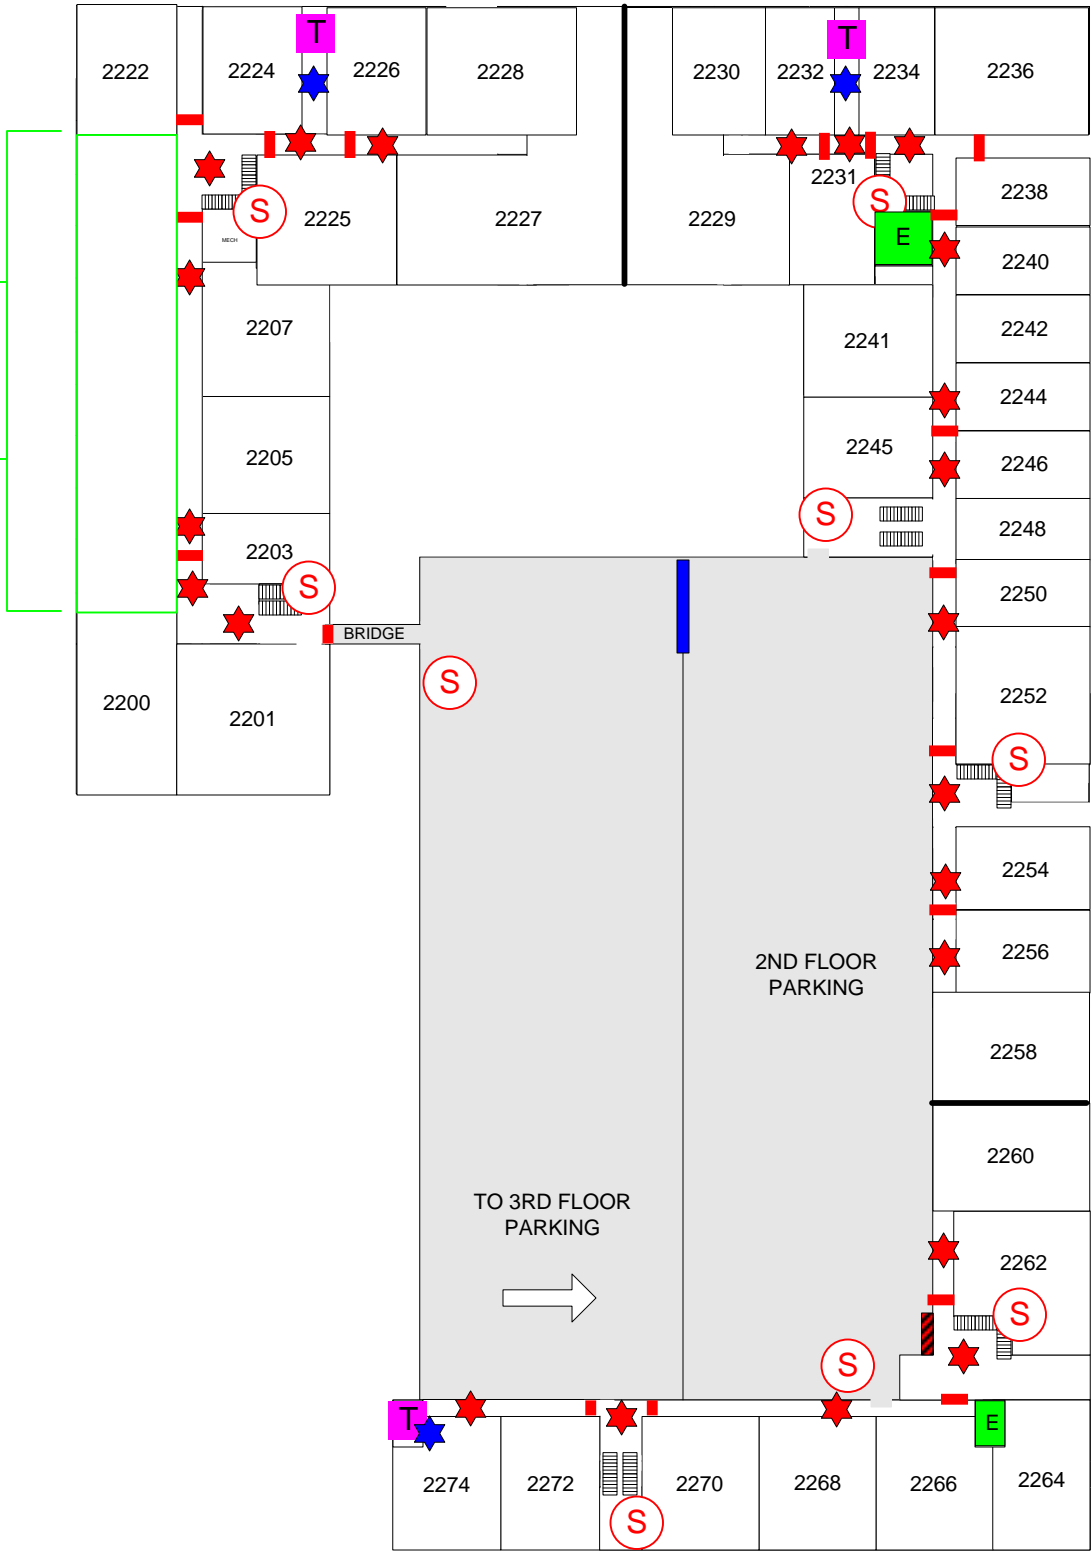 T
T
2222
2224
2226
2228
2230
2232
2234
2236
2231
2238
S
S
2225
2227
2229
MECH
E
2240
2207
2241
2242
2244
2205
2245
2246
S
2248
2203
S
2250
BRIDGE
S
2200
2201
2252
S
2254
2256
2ND FLOOR
PARKING
2258
2260
TO 3RD FLOOR
PARKING
2262
S
S
T
E
2274
2272
2270
2268
2266
2264
S